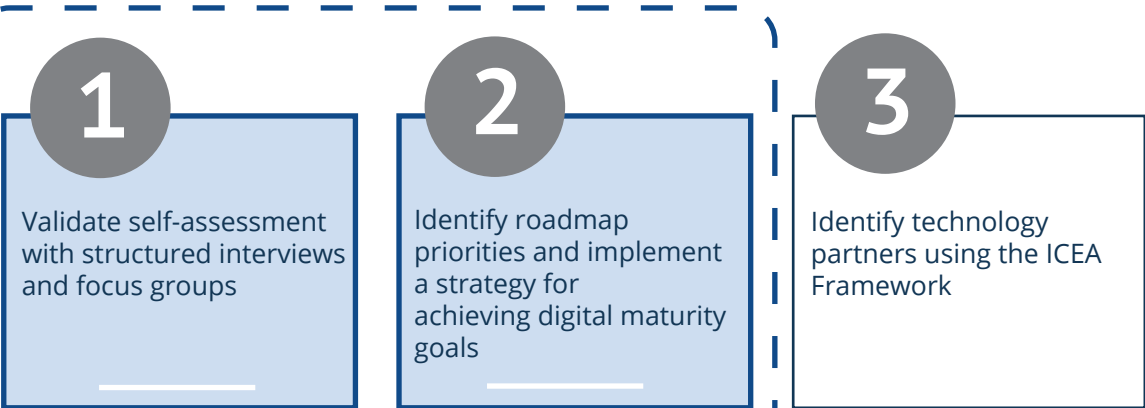 1
Validate self-assessment
with structured interviews
and focus groups
2
Identify roadmap
priorities and implement
a strategy for
achieving digital maturity
goals
3
Identify technology
partners using the ICEA
Framework